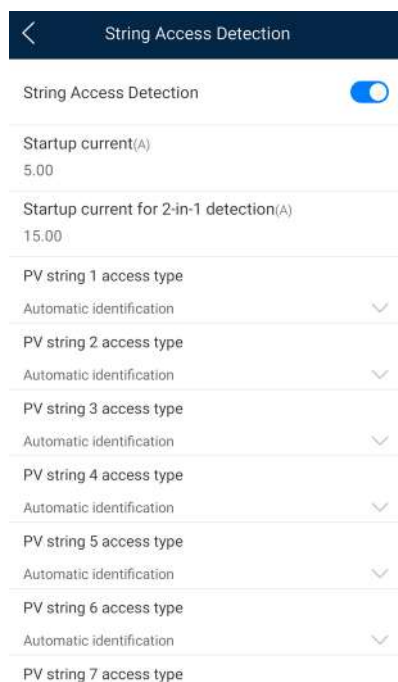 String Access Detection
String Access Detection
Startup current(A)
5.00
Startup current for 2-in-1 detection(A)
15.00
PV string 1 access type
Automatic identification
PV string 2 access type
Automatic identification
PV string 3 access type
Automatic identification
PV string 4 access type
Automatic identification
PV string 5 access type
Automatic identification
PV string 6 access type
Automatic identification
PV string 7 access type